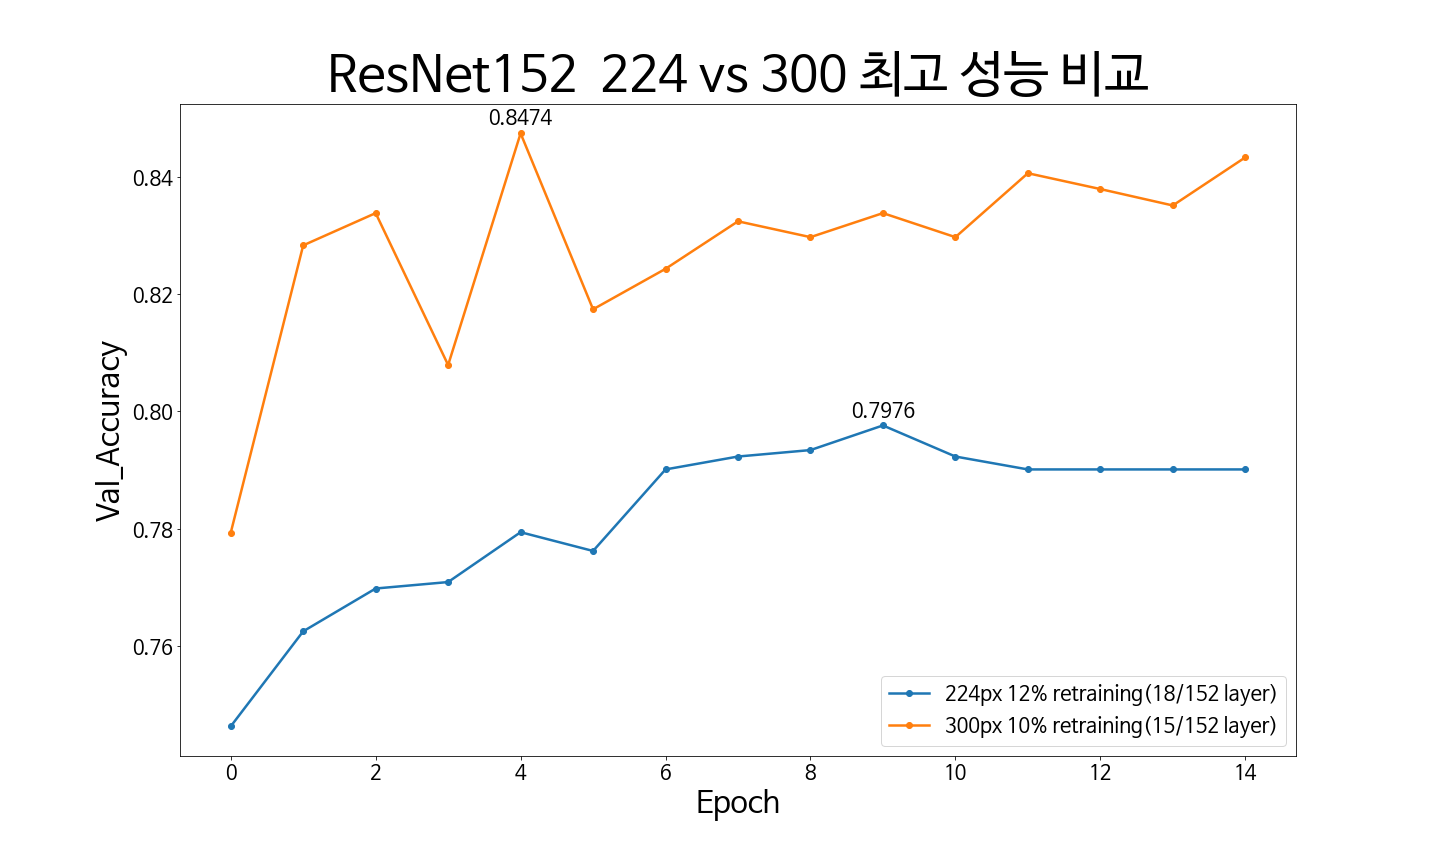 ResNet152 224 vs 300 최고 성능 비교
0.8474
0.84
0.82
0.80
0.7976
0.78
0.76
Val_Accuracy
224px 12% retraining(18/152 layer)
300px 10% retraining(15/152 layer)
0 2 4 6 8 10 12 14
Epoch